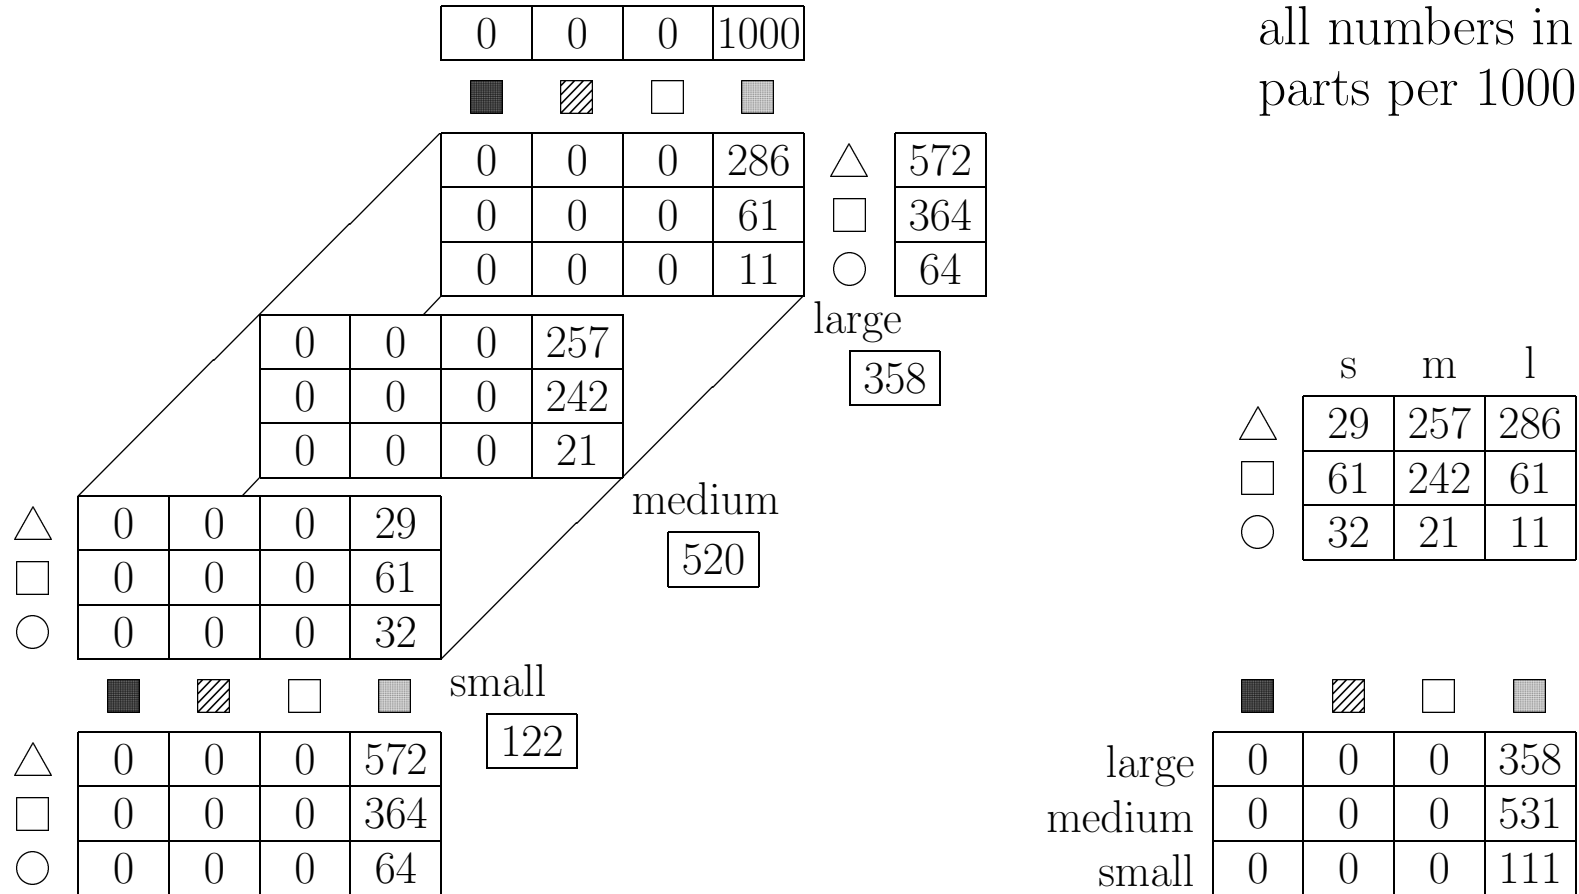 0 0 0 1000
all numbers in
parts per 1000
0 0 0 286 572
0 0 0 61 364
0 0 0 11 64
large
358
0 0 0 257
0 0 0 242
0 0 0 21
medium
520
0 0 0 29
0 0 0 61
0 0 0 32
small
122
0 0 0 572
0 0 0 364
0 0 0 64
s m l
29 257 286
61 242 61
32 21 11
large 0 0 0 358
medium 0 0 0 531
small 0 0 0 111